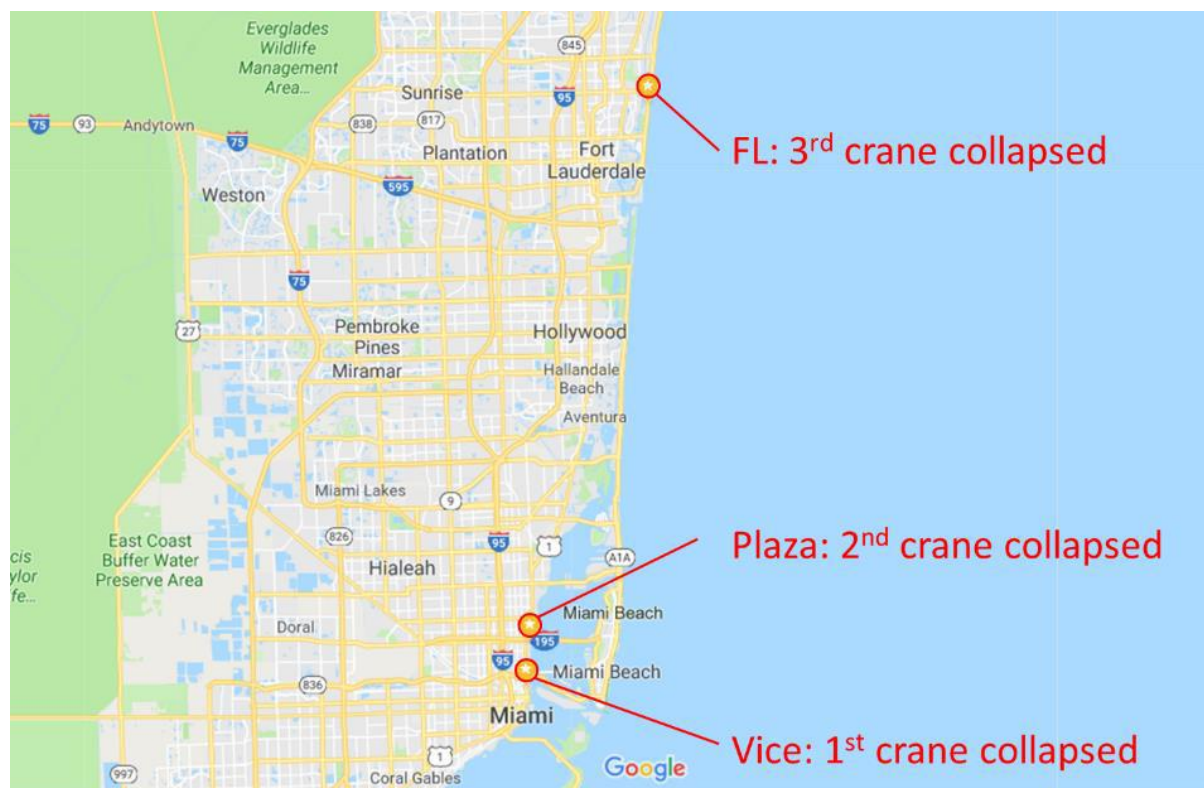 Everglades
Wildlife
Management
Area...
845
Sunrise
95
FL: 3rd crane collapsed
75
93
Andytown
75
838
817
Plantation
Fort
Lauderdale
Weston
595
75
27
Pembroke
Pines
Hollywood
Miramar
Hallandale
Beach
Aventura
Miami Lakes
9
826
95
1
A1A
Plaza: 2nd crane collapsed
East Coast
Buffer Water
Preserve Area
cis
ylor
fe...
Hialeah
Miami Beach
Doral
195
95
Miami Beach
836
Miami
Vice: 1st crane collapsed
1
997
Coral Gables
Google